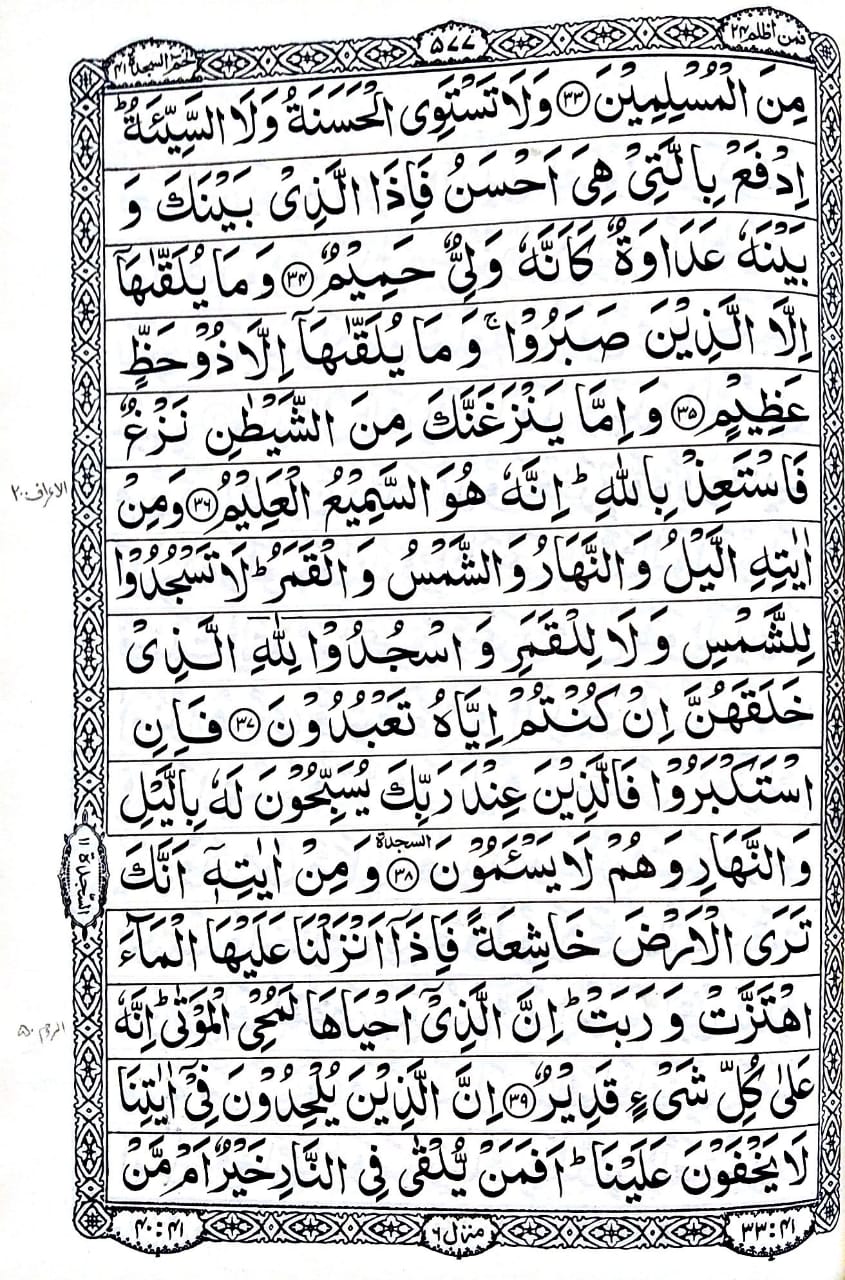 فمن اظلم ٢٤
٥٧٧
حٰمٓ السجدة ٤١
مِنَ الْمُسْلِمِيْنَ ﴿٣٣﴾ وَلَا تَسْتَوِى الْحَسَنَةُ وَلَا السَّيِّئَةُ ؕ
اِدْفَعْ بِالَّتِىْ هِىَ اَحْسَنُ فَاِذَا الَّذِىْ بَيْنَكَ وَ
بَيْنَهٗ عَدَاوَةٌ كَاَنَّهٗ وَلِىٌّ حَمِيْمٌ ﴿٣٤﴾ وَمَا يُلَقّٰىهَاۤ
اِلَّا الَّذِيْنَ صَبَرُوْا ۚ وَمَا يُلَقّٰىهَاۤ اِلَّا ذُوْ حَظٍّ
عَظِيْمٍ ﴿٣٥﴾ وَاِمَّا يَنْزَغَنَّكَ مِنَ الشَّيْطٰنِ نَزْغٌ
فَاسْتَعِذْ بِاللّٰهِ ؕ اِنَّهٗ هُوَ السَّمِيْعُ الْعَلِيْمُ ﴿٣٦﴾ وَمِنْ
الاعراف ٢٠
اٰيٰتِهِ الَّيْلُ وَالنَّهَارُ وَالشَّمْسُ وَالْقَمَرُ ؕ لَا تَسْجُدُوْا
لِلشَّمْسِ وَلَا لِلْقَمَرِ وَاسْجُدُوْا لِلّٰهِ الَّذِىْ
خَلَقَهُنَّ اِنْ كُنْتُمْ اِيَّاهُ تَعْبُدُوْنَ ﴿٣٧﴾ فَاِنِ
اسْتَكْبَرُوْا فَالَّذِيْنَ عِنْدَ رَبِّكَ يُسَبِّحُوْنَ لَهٗ بِالَّيْلِ
وَالنَّهَارِ وَهُمْ لَا يَسْـَٔمُوْنَ ﴿٣٨﴾ السجدة وَمِنْ اٰيٰتِهٖۤ اَنَّكَ
السجدة ١١
تَرَى الْاَرْضَ خَاشِعَةً فَاِذَاۤ اَنْزَلْنَا عَلَيْهَا الْمَآءَ
اهْتَزَّتْ وَرَبَتْ ؕ اِنَّ الَّذِىْۤ اَحْيَاهَا لَمُحْىِ الْمَوْتٰى ؕ اِنَّهٗ
الروم ٥٠
عَلٰى كُلِّ شَىْءٍ قَدِيْرٌ ﴿٣٩﴾ اِنَّ الَّذِيْنَ يُلْحِدُوْنَ فِىْۤ اٰيٰتِنَا
لَا يَخْفَوْنَ عَلَيْنَا ؕ اَفَمَنْ يُّلْقٰى فِى النَّارِ خَيْرٌ اَمْ مَّنْ
٣٣:٤١
منزل ٦
٤٠:٤١